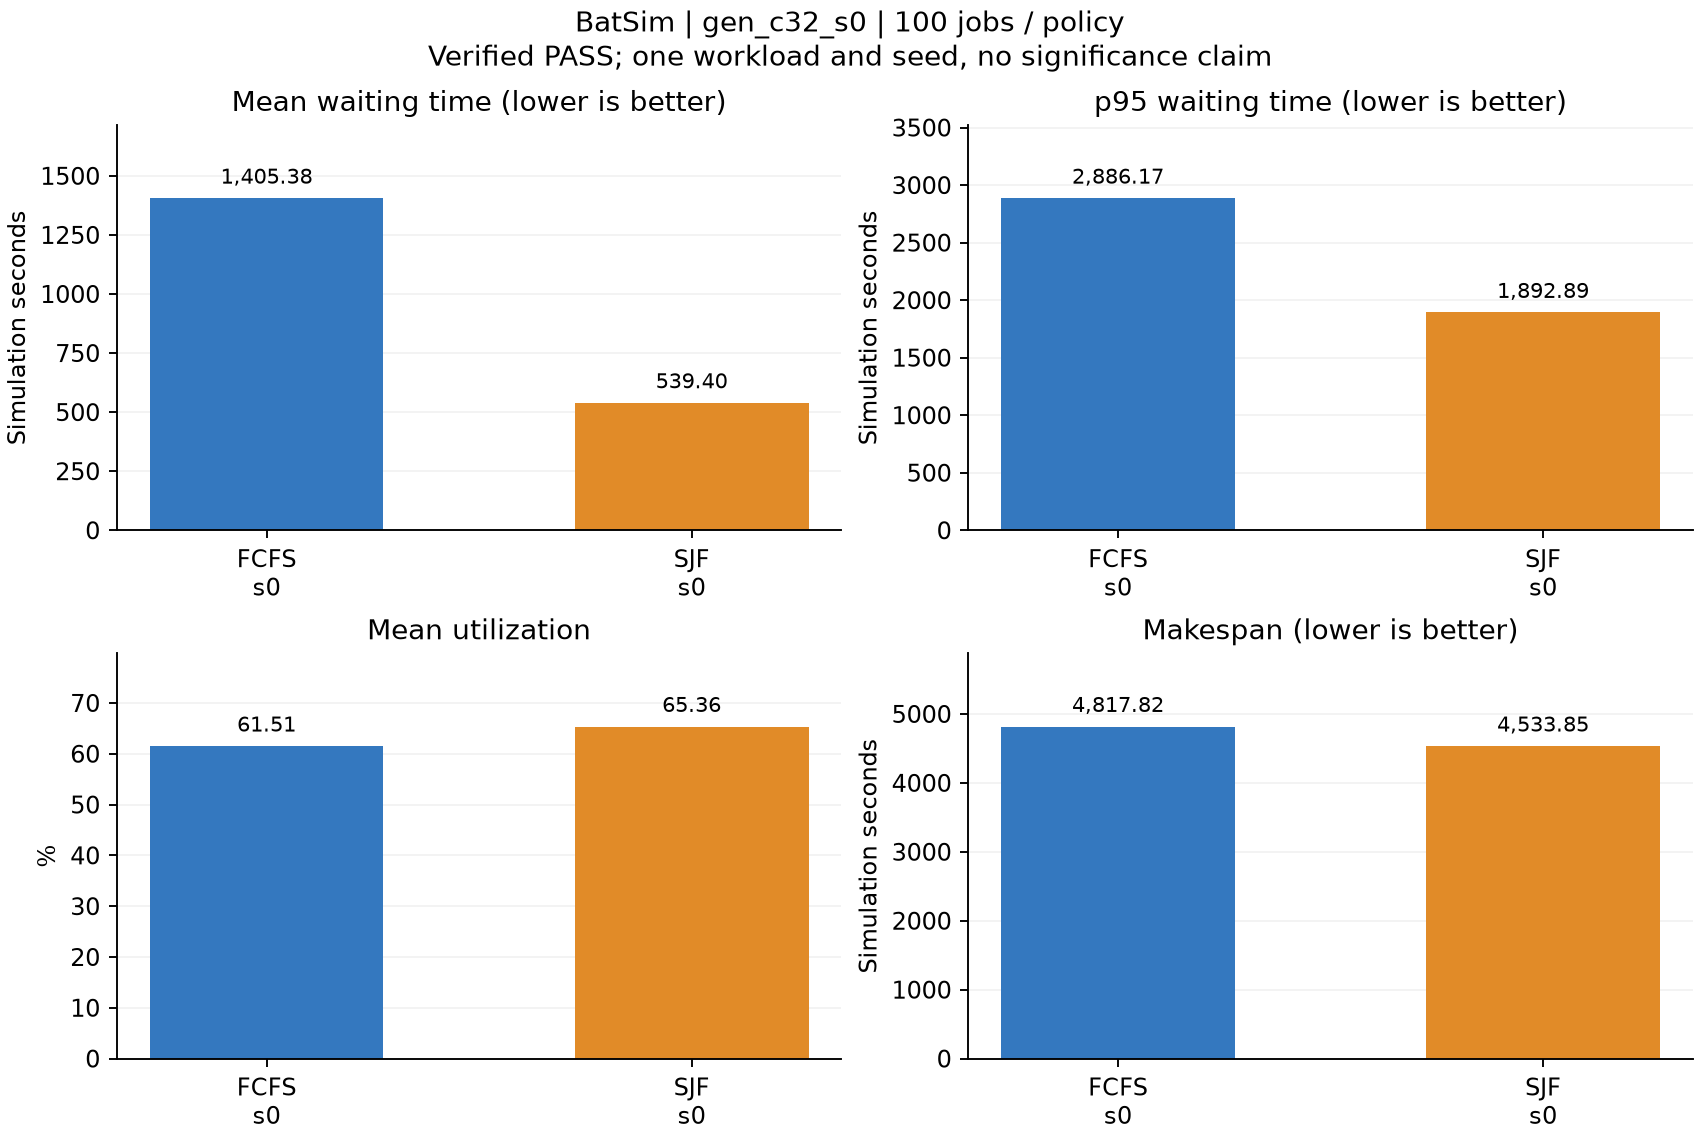 BatSim | gen_c32_s0 | 100 jobs / policy
Verified PASS; one workload and seed, no significance claim
Mean waiting time (lower is better)
Simulation seconds
1500
1250
1000
750
500
250
0
1,405.38
539.40
FCFS
s0
SJF
s0
p95 waiting time (lower is better)
Simulation seconds
3500
3000
2500
2000
1500
1000
500
0
2,886.17
1,892.89
FCFS
s0
SJF
s0
Mean utilization
%
70
60
50
40
30
20
10
0
61.51
65.36
FCFS
s0
SJF
s0
Makespan (lower is better)
Simulation seconds
5000
4000
3000
2000
1000
0
4,817.82
4,533.85
FCFS
s0
SJF
s0